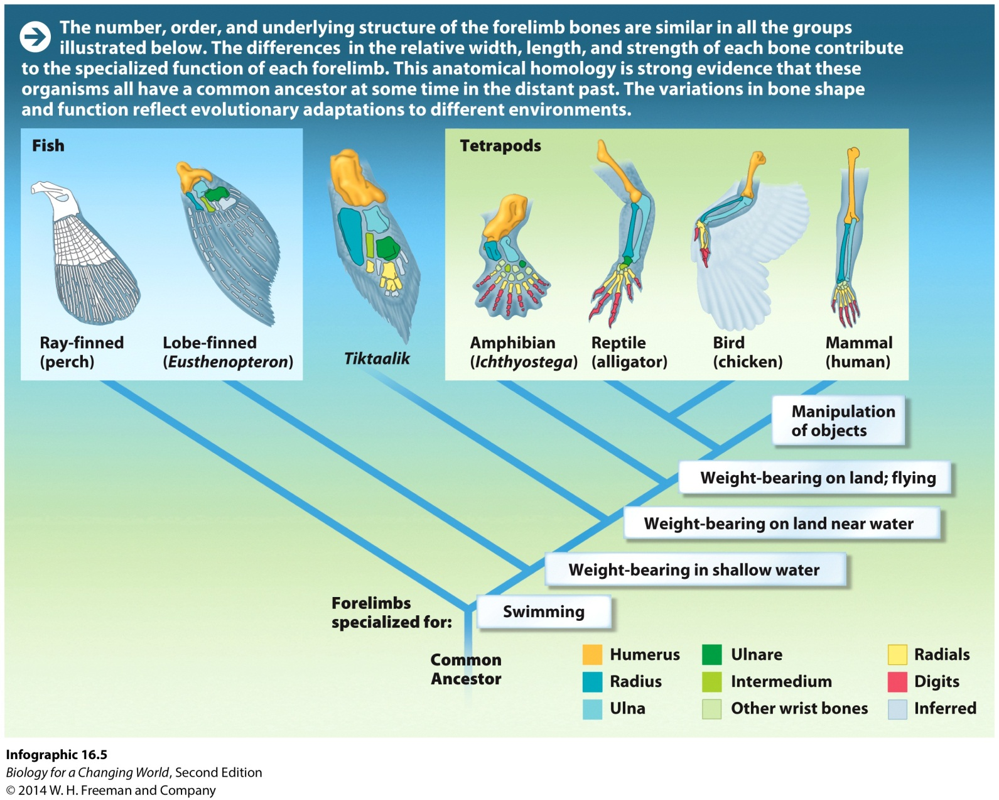 The number, order, and underlying structure of the forelimb bones are similar in all the groups
illustrated below. The differences in the relative width, length, and strength of each bone contribute
to the specialized function of each forelimb. This anatomical homology is strong evidence that these
organisms all have a common ancestor at some time in the distant past. The variations in bone shape
and function reflect evolutionary adaptations to different environments.
Fish
Tetrapods
Ray-finned
(perch)
Lobe-finned
(Eusthenopteron)
Tiktaalik
Amphibian
(Ichthyostega)
Reptile
(alligator)
Bird
(chicken)
Mammal
(human)
Manipulation
of objects
Weight-bearing on land; flying
Weight-bearing on land near water
Weight-bearing in shallow water
Forelimbs
specialized for:
Swimming
Common
Ancestor
Humerus
Radius
Ulna
Ulnare
Intermedium
Other wrist bones
Radials
Digits
Inferred
Infographic 16.5
Biology for a Changing World, Second Edition
© 2014 W. H. Freeman and Company